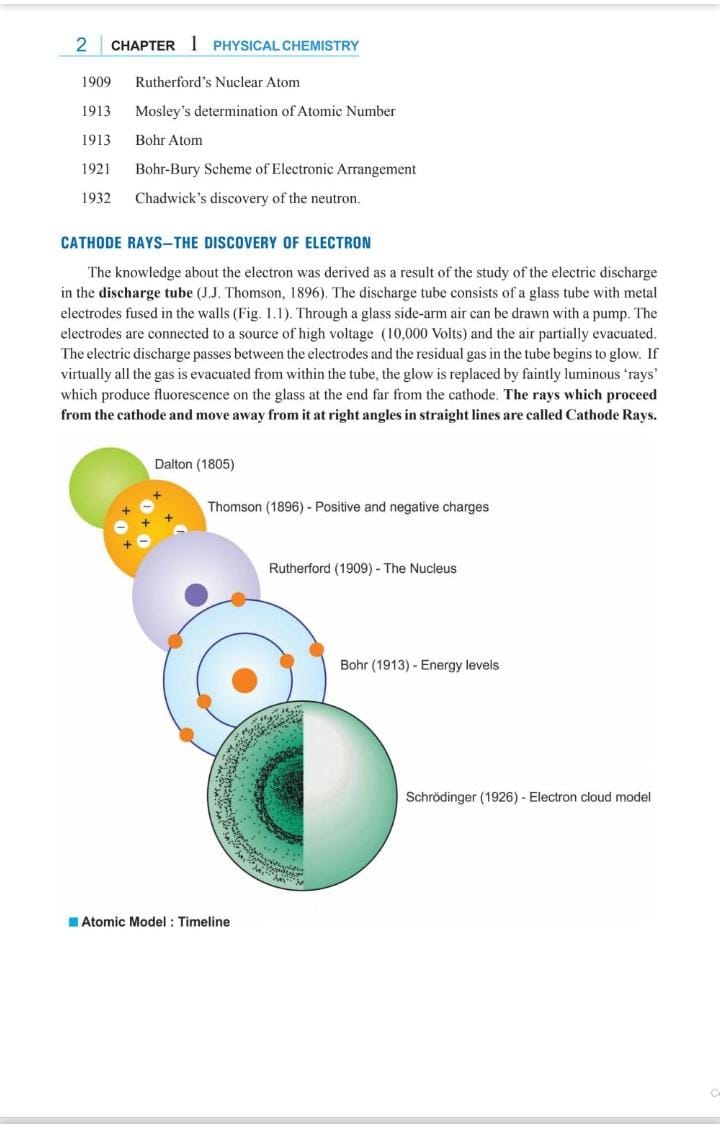 2 CHAPTER 1 PHYSICAL CHEMISTRY
1909 Rutherford’s Nuclear Atom
1913 Mosley’s determination of Atomic Number
1913 Bohr Atom
1921 Bohr-Bury Scheme of Electronic Arrangement
1932 Chadwick’s discovery of the neutron.
CATHODE RAYS–THE DISCOVERY OF ELECTRON
The knowledge about the electron was derived as a result of the study of the electric discharge
in the discharge tube (J.J. Thomson, 1896). The discharge tube consists of a glass tube with metal
electrodes fused in the walls (Fig. 1.1). Through a glass side-arm air can be drawn with a pump. The
electrodes are connected to a source of high voltage (10,000 Volts) and the air partially evacuated.
The electric discharge passes between the electrodes and the residual gas in the tube begins to glow. If
virtually all the gas is evacuated from within the tube, the glow is replaced by faintly luminous ‘rays’
which produce fluorescence on the glass at the end far from the cathode. The rays which proceed
from the cathode and move away from it at right angles in straight lines are called Cathode Rays.
Dalton (1805)
Thomson (1896) - Positive and negative charges
Rutherford (1909) - The Nucleus
Bohr (1913) - Energy levels
Schrödinger (1926) - Electron cloud model
Atomic Model : Timeline